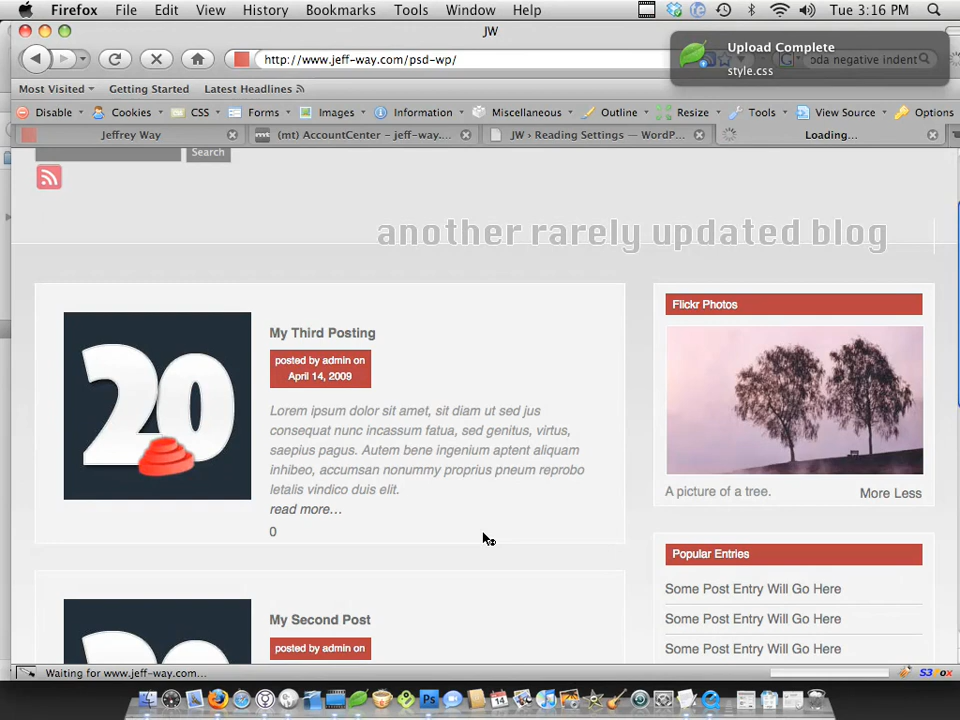 Firefox File Edit View History Bookmarks Tools Window Help Tue 3:16 PM
JW
http://www.jeff-way.com/psd-wp/
Upload Complete
style.css
oda negative indent
Most Visited Getting Started Latest Headlines
Disable Cookies CSS Forms Images Information Miscellaneous Outline Resize Tools View Source Options
Jeffrey Way (mt) AccountCenter - jeff-way.... JW › Reading Settings — WordP... Loading...
Search
another rarely updated blog
20
My Third Posting
posted by admin on
April 14, 2009
Lorem ipsum dolor sit amet, sit diam ut sed jus
consequat nunc incassum fatua, sed genitus, virtus,
saepius pagus. Autem bene ingenium aptent aliquam
inhibeo, accumsan nonummy proprius pneum reprobo
letalis vindico duis elit.
read more...
0
Flickr Photos
A picture of a tree. More Less
Popular Entries
Some Post Entry Will Go Here
Some Post Entry Will Go Here
Some Post Entry Will Go Here
20
My Second Post
posted by admin on
Waiting for www.jeff-way.com...
S3Fox